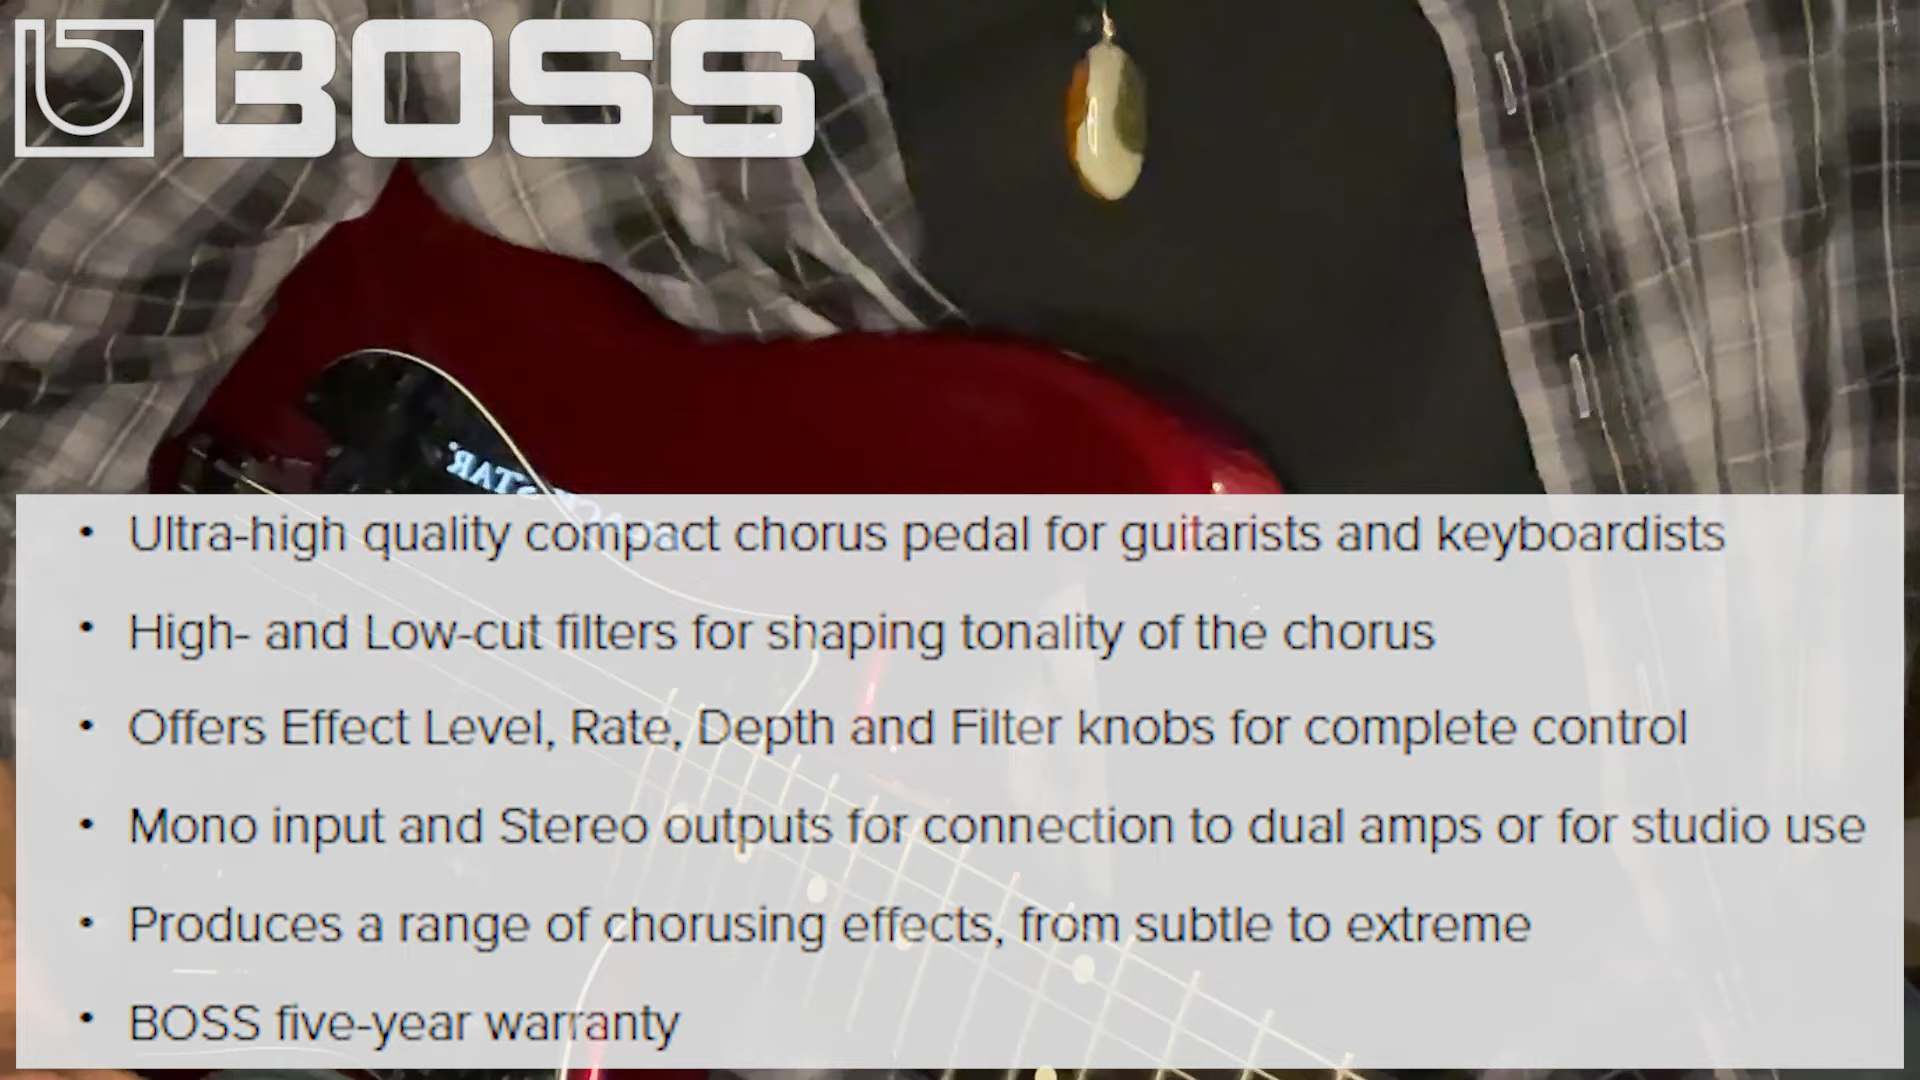 BOSS
• Ultra-high quality compact chorus pedal for guitarists and keyboardists
• High- and Low-cut filters for shaping tonality of the chorus
• Offers Effect Level, Rate, Depth and Filter knobs for complete control
• Mono input and Stereo outputs for connection to dual amps or for studio use
• Produces a range of chorusing effects, from subtle to extreme
• BOSS five-year warranty